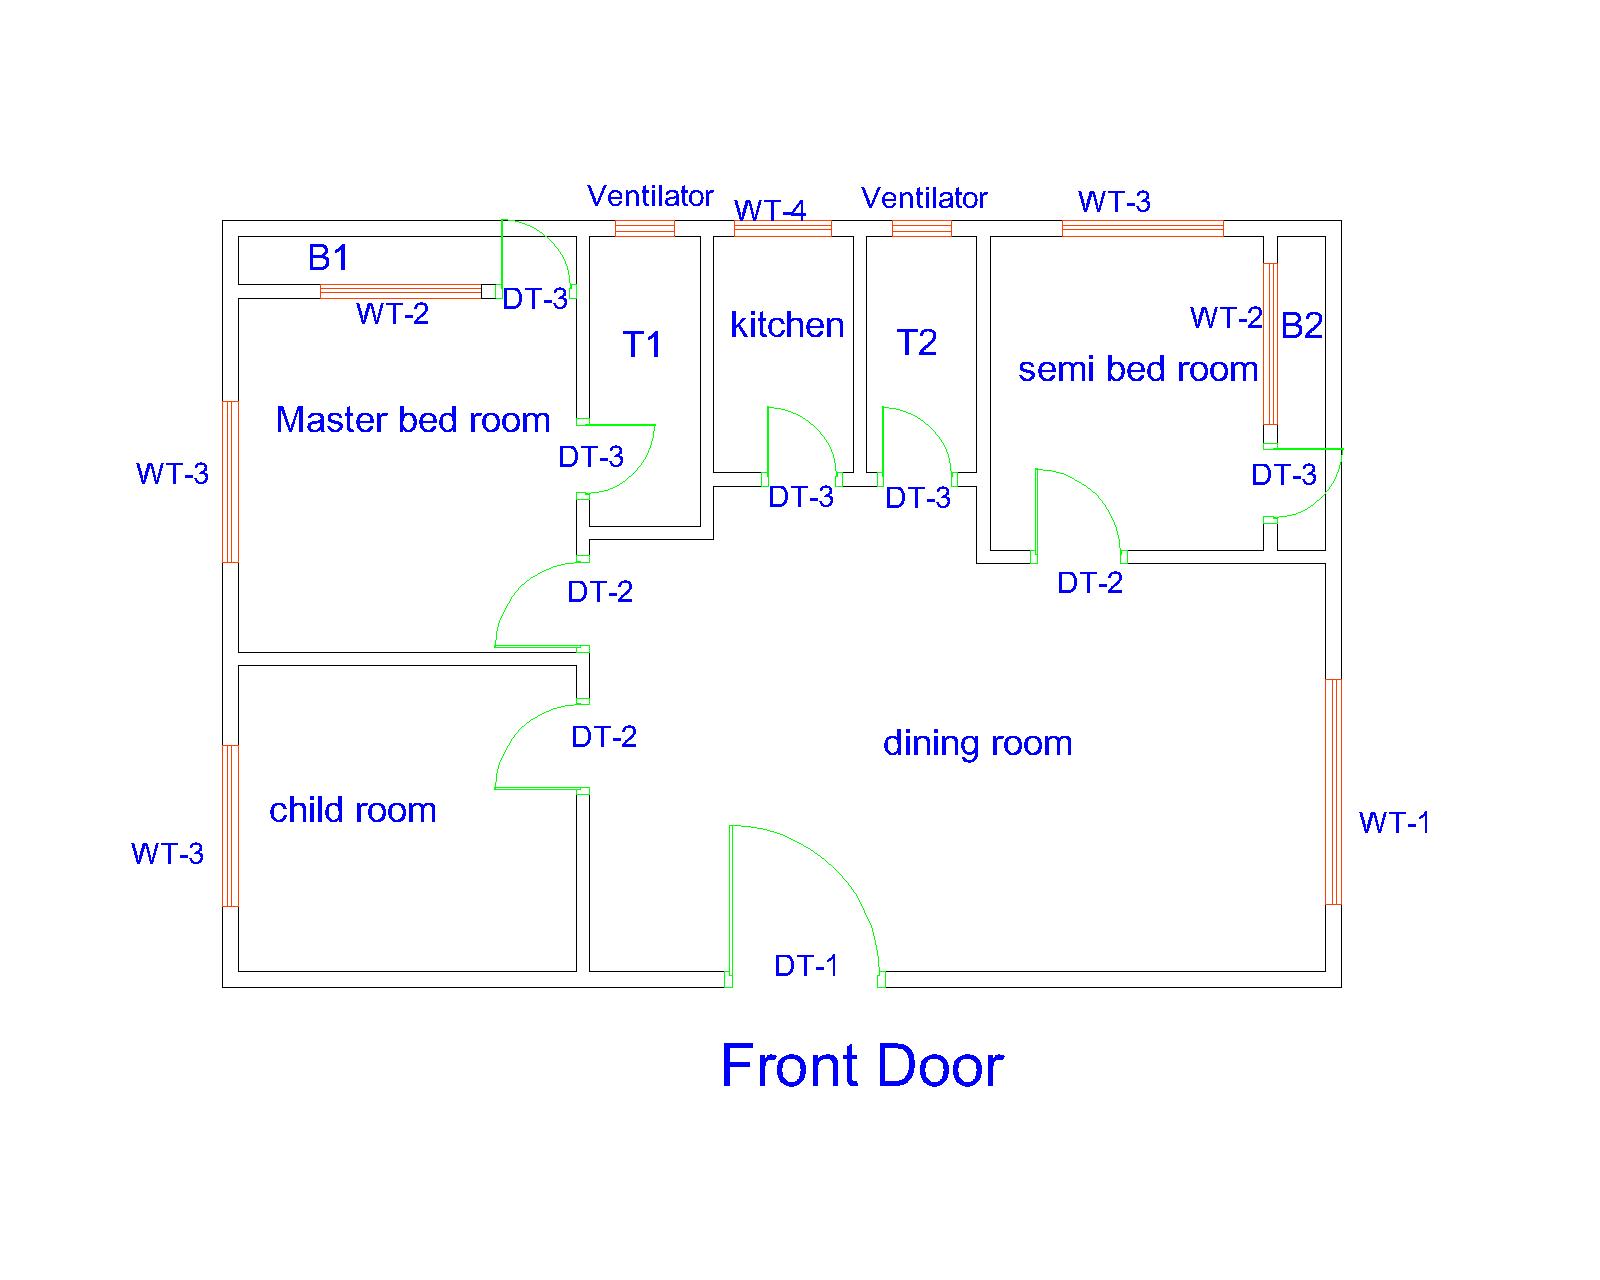 Ventilator
WT-4
Ventilator
WT-3
B1
DT-3
WT-2
T1
kitchen
T2
WT-2
B2
semi bed room
Master bed room
WT-3
DT-3
DT-3
DT-3
DT-3
DT-2
DT-2
DT-2
dining room
child room
WT-3
WT-1
DT-1
Front Door